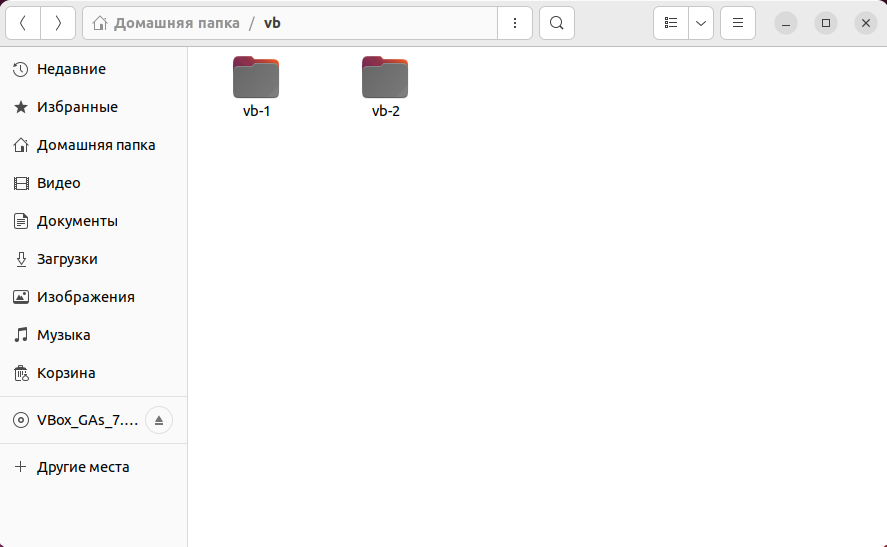 Домашняя папка / vb
Недавние
Избранные
Домашняя папка
Видео
Документы
Загрузки
Изображения
Музыка
Корзина
VBox_GAs_7....
Другие места
vb-1
vb-2